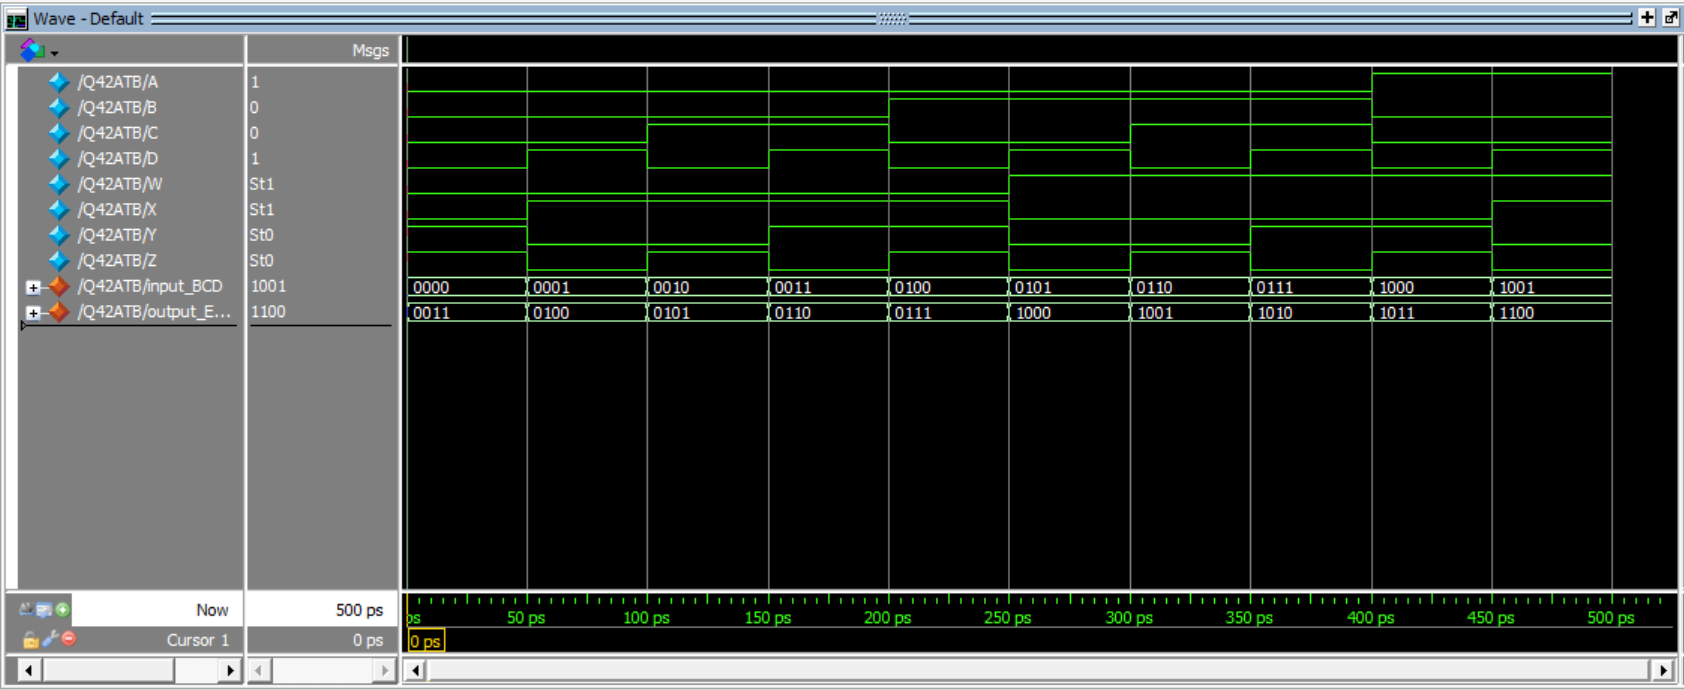 Wave - Default
Msgs
/Q42ATB/A 1
/Q42ATB/B 0
/Q42ATB/C 0
/Q42ATB/D 1
/Q42ATB/W St1
/Q42ATB/X St1
/Q42ATB/Y St0
/Q42ATB/Z St0
/Q42ATB/input_BCD 1001 0000 0001 0010 0011 0100 0101 0110 0111 1000 1001
/Q42ATB/output_E... 1100 0011 0100 0101 0110 0111 1000 1001 1010 1011 1100
Now 500 ps ps 50 ps 100 ps 150 ps 200 ps 250 ps 300 ps 350 ps 400 ps 450 ps 500 ps
Cursor 1 0 ps 0 ps